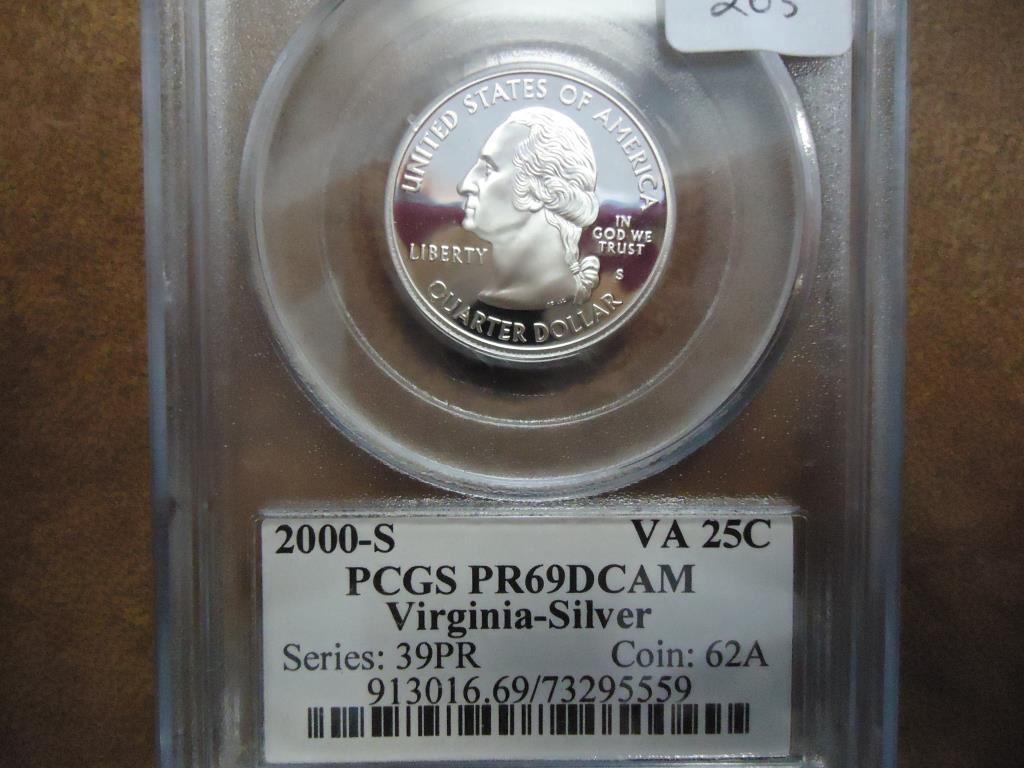 205
UNITED STATES OF AMERICA
LIBERTY
IN
GOD WE
TRUST
S
QUARTER DOLLAR
2000-S VA 25C
PCGS PR69DCAM
Virginia-Silver
Series: 39PR Coin: 62A
913016.69/73295559